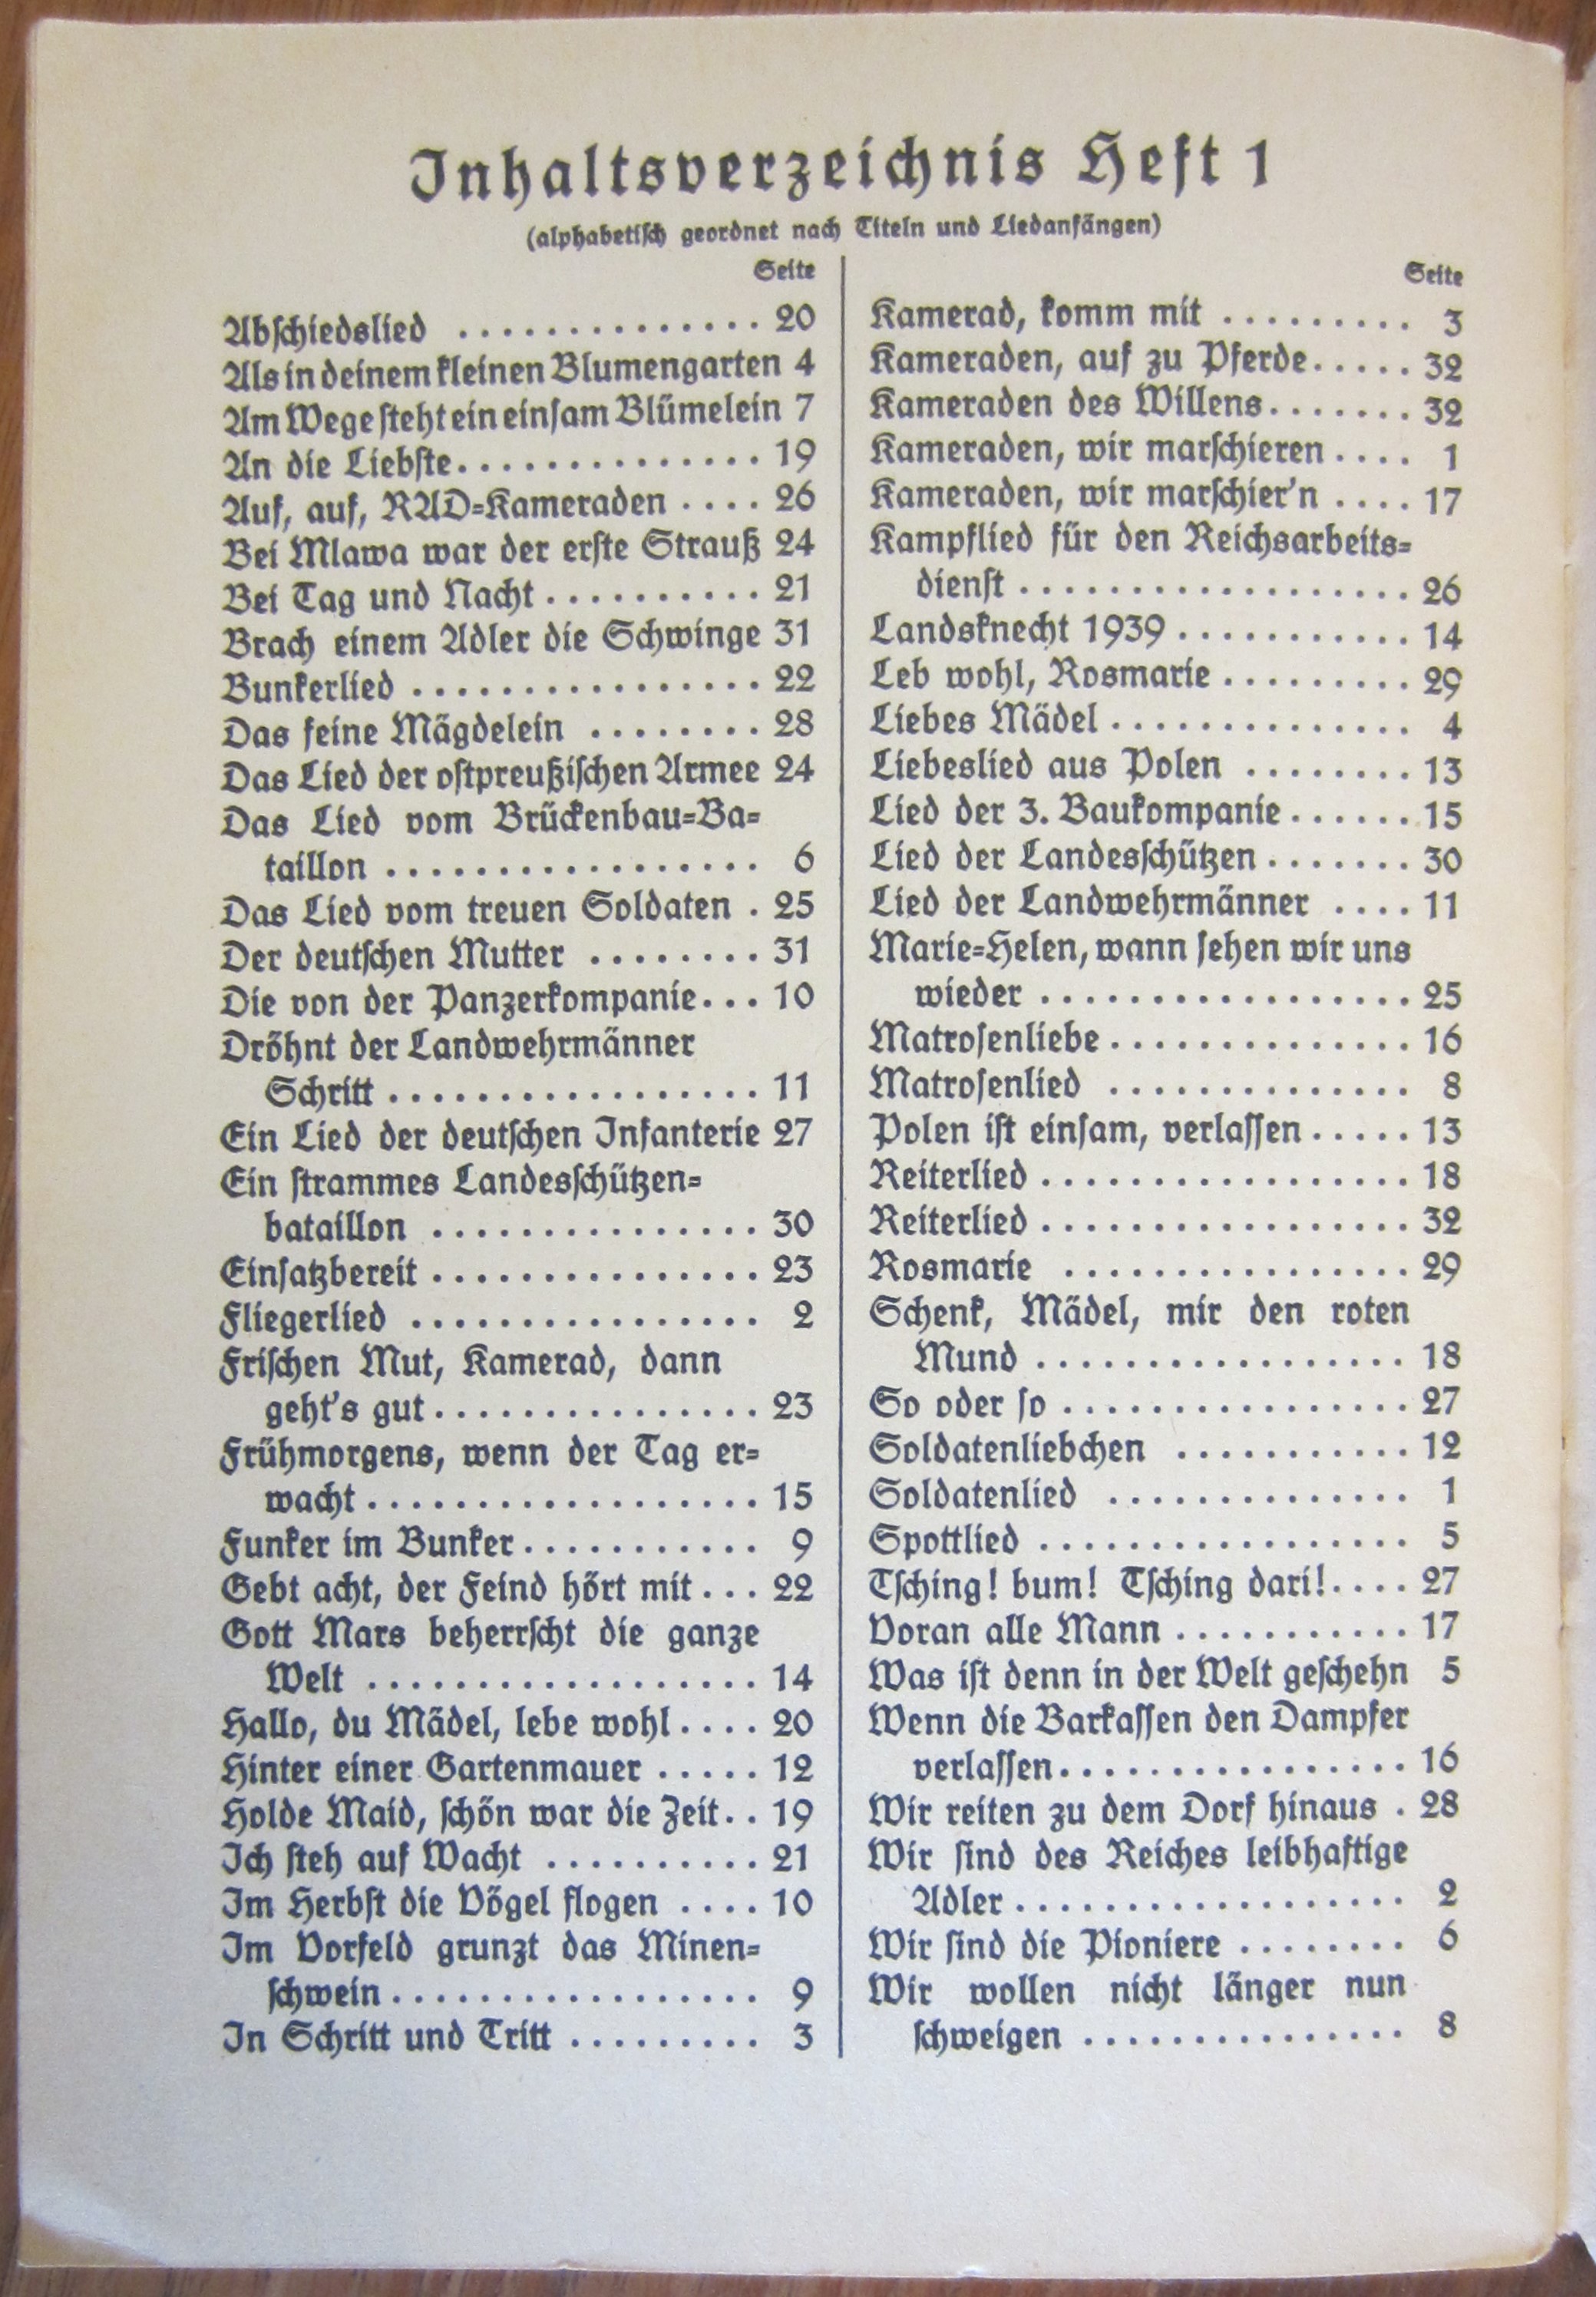 Inhaltsverzeichnis Heft 1
(alphabetisch geordnet nach Titeln und Liedanfängen)
Seite
Abschiedslied .............. 20
Als in deinem kleinen Blumengarten 4
Am Wege steht ein einsam Blümelein 7
An die Liebste.............. 19
Auf, auf, RAD-Kameraden .... 26
Bei Mlawa war der erste Strauß 24
Bei Tag und Nacht .......... 21
Brach einem Adler die Schwinge 31
Bunkerlied ................ 22
Das feine Mägdelein ........ 28
Das Lied der ostpreußischen Armee 24
Das Lied vom Brückenbau-Ba-
taillon ................. 6
Das Lied vom treuen Soldaten . 25
Der deutschen Mutter ........ 31
Die von der Panzerkompanie... 10
Dröhnt der Landwehrmänner
Schritt ................. 11
Ein Lied der deutschen Infanterie 27
Ein strammes Landesschützen-
bataillon ............... 30
Einsatzbereit ............... 23
Fliegerlied ................ 2
Frischen Mut, Kamerad, dann
geht's gut............... 23
Frühmorgens, wenn der Tag er-
wacht .................. 15
Funker im Bunker........... 9
Gebt acht, der Feind hört mit ... 22
Gott Mars beherrscht die ganze
Welt .................. 14
Hallo, du Mädel, lebe wohl .... 20
Hinter einer Gartenmauer ..... 12
Holde Maid, schön war die Zeit.. 19
Ich steh auf Wacht .......... 21
Im Herbst die Vögel flogen .... 10
Im Vorfeld grunzt das Minen-
schwein................. 9
In Schritt und Tritt ......... 3
Seite
Kamerad, komm mit ......... 3
Kameraden, auf zu Pferde..... 32
Kameraden des Willens....... 32
Kameraden, wir marschieren .... 1
Kameraden, wir marschier'n .... 17
Kampflied für den Reichsarbeits-
dienst .................. 26
Landsknecht 1939 ........... 14
Leb wohl, Rosmarie ......... 29
Liebes Mädel .............. 4
Liebeslied aus Polen ........ 13
Lied der 3. Baukompanie ...... 15
Lied der Landesschützen ....... 30
Lied der Landwehrmänner .... 11
Marie-Helen, wann sehen wir uns
wieder ................. 25
Matrosenliebe .............. 16
Matrosenlied .............. 8
Polen ist einsam, verlassen ..... 13
Reiterlied ................. 18
Reiterlied ................. 32
Rosmarie ................ 29
Schenk, Mädel, mir den roten
Mund ................. 18
So oder so ................ 27
Soldatenliebchen ........... 12
Soldatenlied .............. 1
Spottlied ................. 5
Tsching! bum! Tsching dari!.... 27
Voran alle Mann ........... 17
Was ist denn in der Welt geschehn 5
Wenn die Barkassen den Dampfer
verlassen................ 16
Wir reiten zu dem Dorf hinaus . 28
Wir sind des Reiches leibhaftige
Adler .................. 2
Wir sind die Pioniere ........ 6
Wir wollen nicht länger nun
schweigen ............... 8